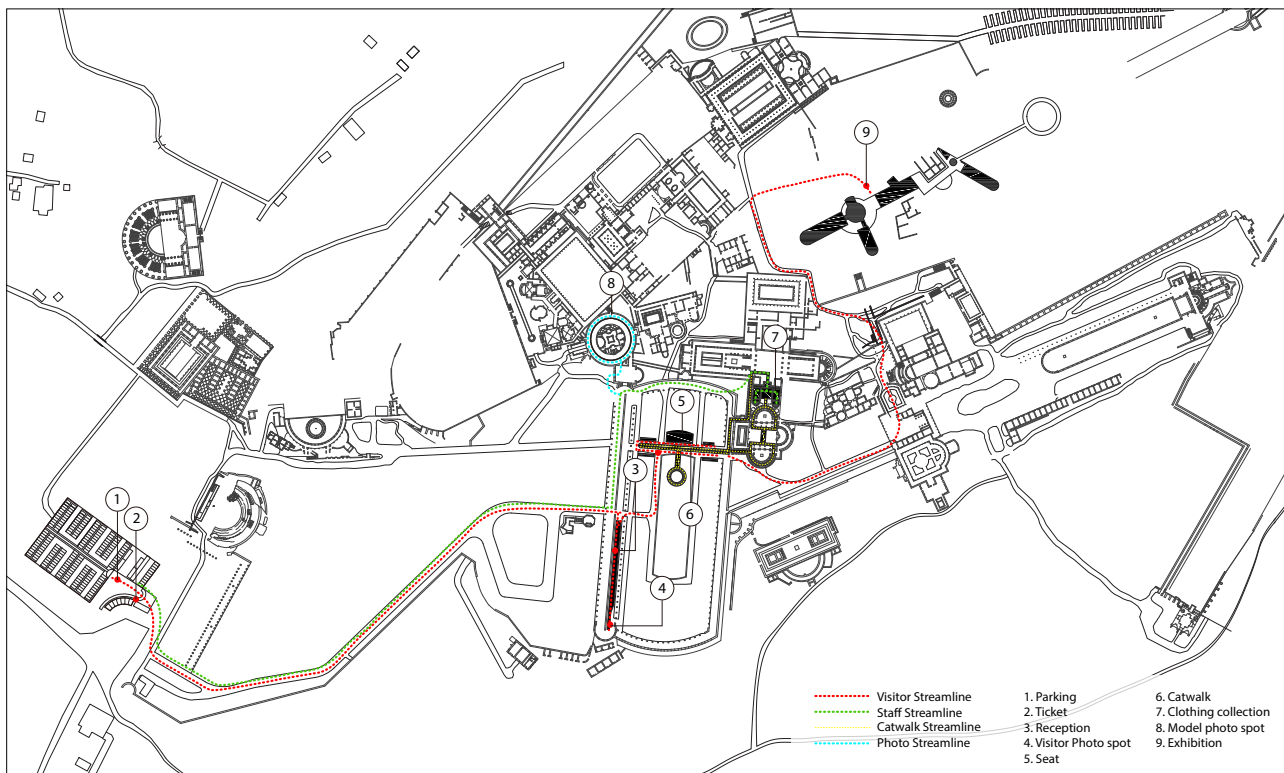 9
8
7
5
3
1
2
6
4
Visitor Streamline
Staff Streamline
Catwalk Streamline
Photo Streamline
1. Parking
2. Ticket
3. Reception
4. Visitor Photo spot
5. Seat
6. Catwalk
7. Clothing collection
8. Model photo spot
9. Exhibition